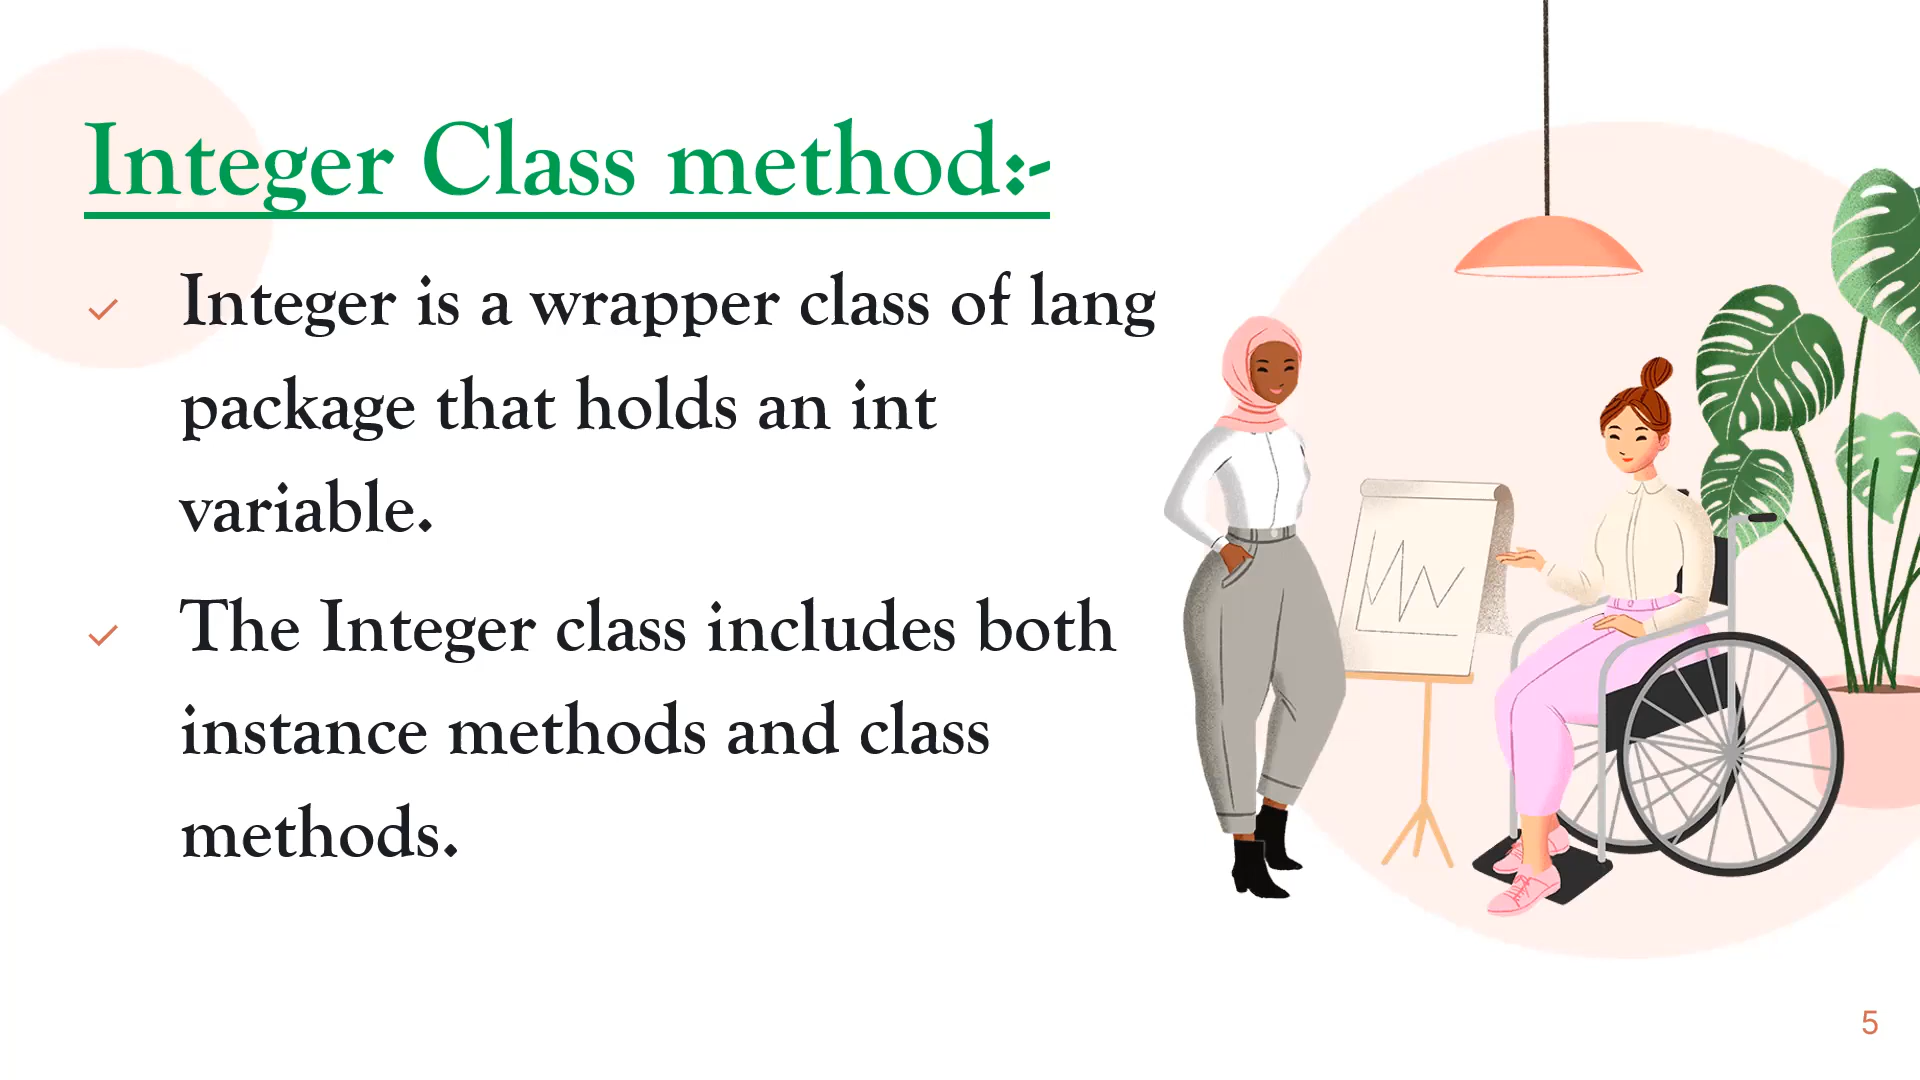 Integer Class method:-
Integer is a wrapper class of lang
package that holds an int
variable.
The Integer class includes both
instance methods and class
methods.
5